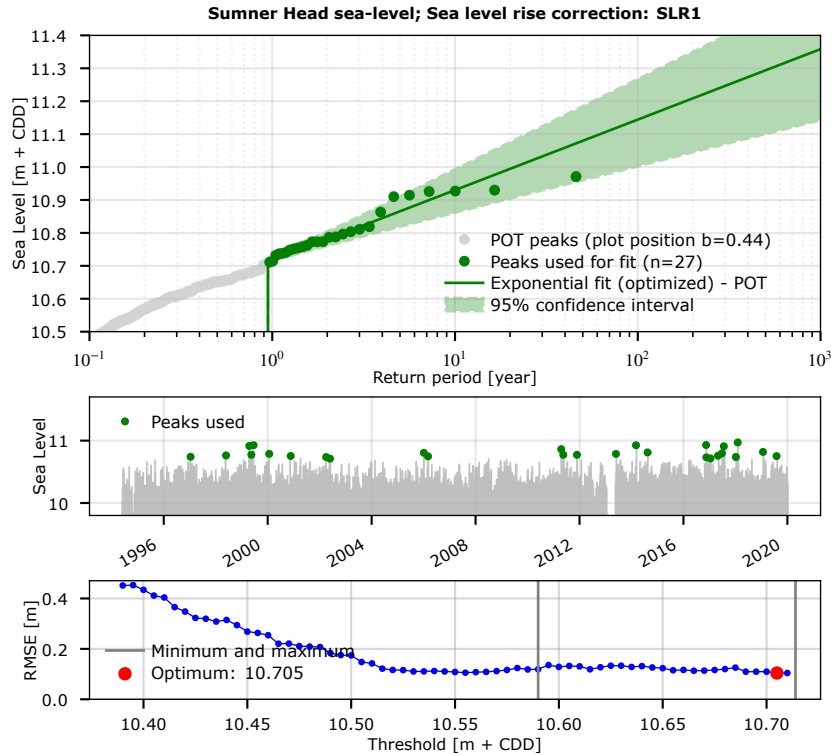 Sumner Head sea-level; Sea level rise correction: SLR1
11.4
11.3
11.2
11.1
11.0
10.9
10.8
10.7
10.6
10.5
Sea Level [m + CDD]
POT peaks (plot position b=0.44)
Peaks used for fit (n=27)
Exponential fit (optimized) - POT
95% confidence interval
10⁻¹ 10⁰ 10¹ 10² 10³
Return period [year]
Peaks used
11
10
Sea Level
1996 2000 2004 2008 2012 2016 2020
0.4
0.2
0.0
RMSE [m]
Minimum and maximum
Optimum: 10.705
10.40 10.45 10.50 10.55 10.60 10.65 10.70
Threshold [m + CDD]